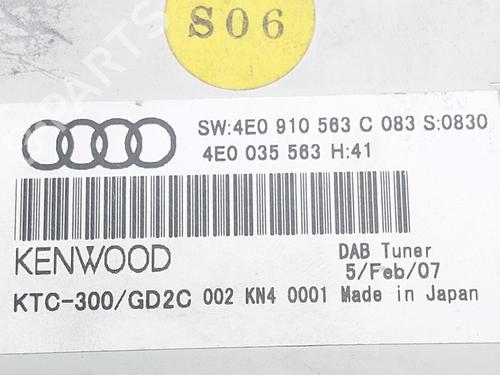 S06
SW:4E0 910 563 C 083 S:0830
4E0 035 563 H:41
KENWOOD
DAB Tuner
5/Feb/07
KTC-300/GD2C 002 KN4 0001 Made in Japan